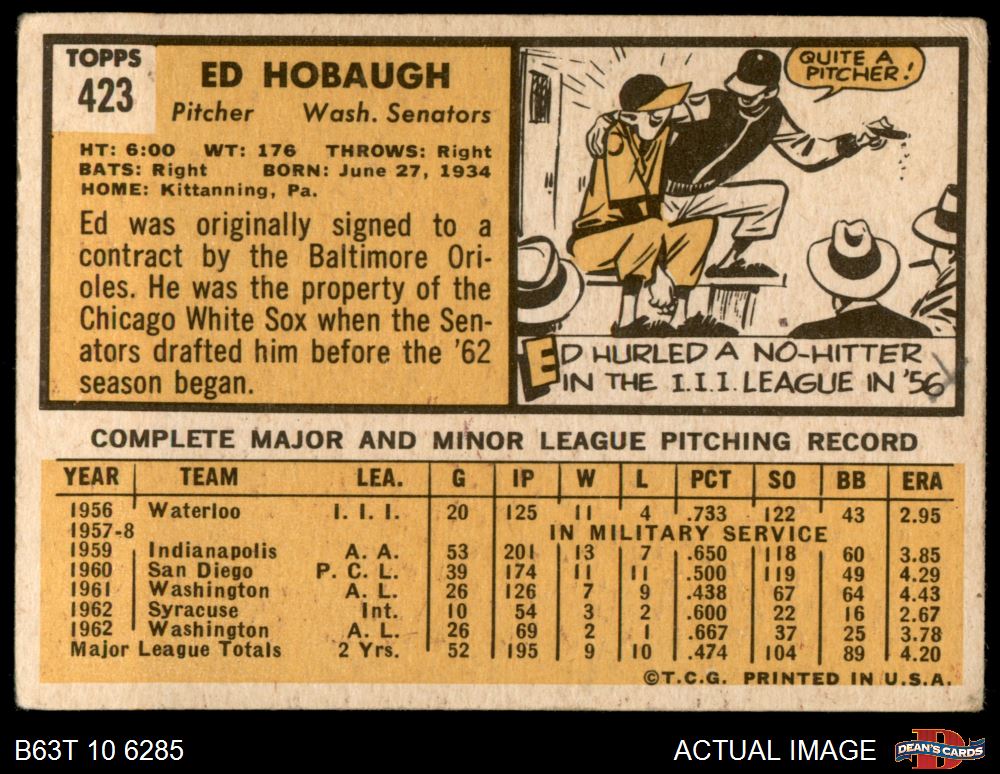 TOPPS
423
ED HOBAUGH
Pitcher Wash. Senators
HT: 6:00 WT: 176 THROWS: Right
BATS: Right BORN: June 27, 1934
HOME: Kittanning, Pa.
Ed was originally signed to a
contract by the Baltimore Ori-
oles. He was the property of the
Chicago White Sox when the Sen-
ators drafted him before the '62
season began.
QUITE A
PITCHER!
ED HURLED A NO-HITTER
IN THE I.I.I. LEAGUE IN '56
COMPLETE MAJOR AND MINOR LEAGUE PITCHING RECORD
YEAR TEAM LEA. G IP W L PCT SO BB ERA
1956 Waterloo I. I. I. 20 125 11 4 .733 122 43 2.95
1957-8 IN MILITARY SERVICE
1959 Indianapolis A. A. 53 201 13 7 .650 118 60 3.85
1960 San Diego P. C. L. 39 174 11 11 .500 119 49 4.29
1961 Washington A. L. 26 126 7 9 .438 67 64 4.43
1962 Syracuse Int. 10 54 3 2 .600 22 16 2.67
1962 Washington A. L. 26 69 2 1 .667 37 25 3.78
Major League Totals 2 Yrs. 52 195 9 10 .474 104 89 4.20
©T.C.G. PRINTED IN U.S.A.
B63T 10 6285
ACTUAL IMAGE
D
DEAN'S CARDS